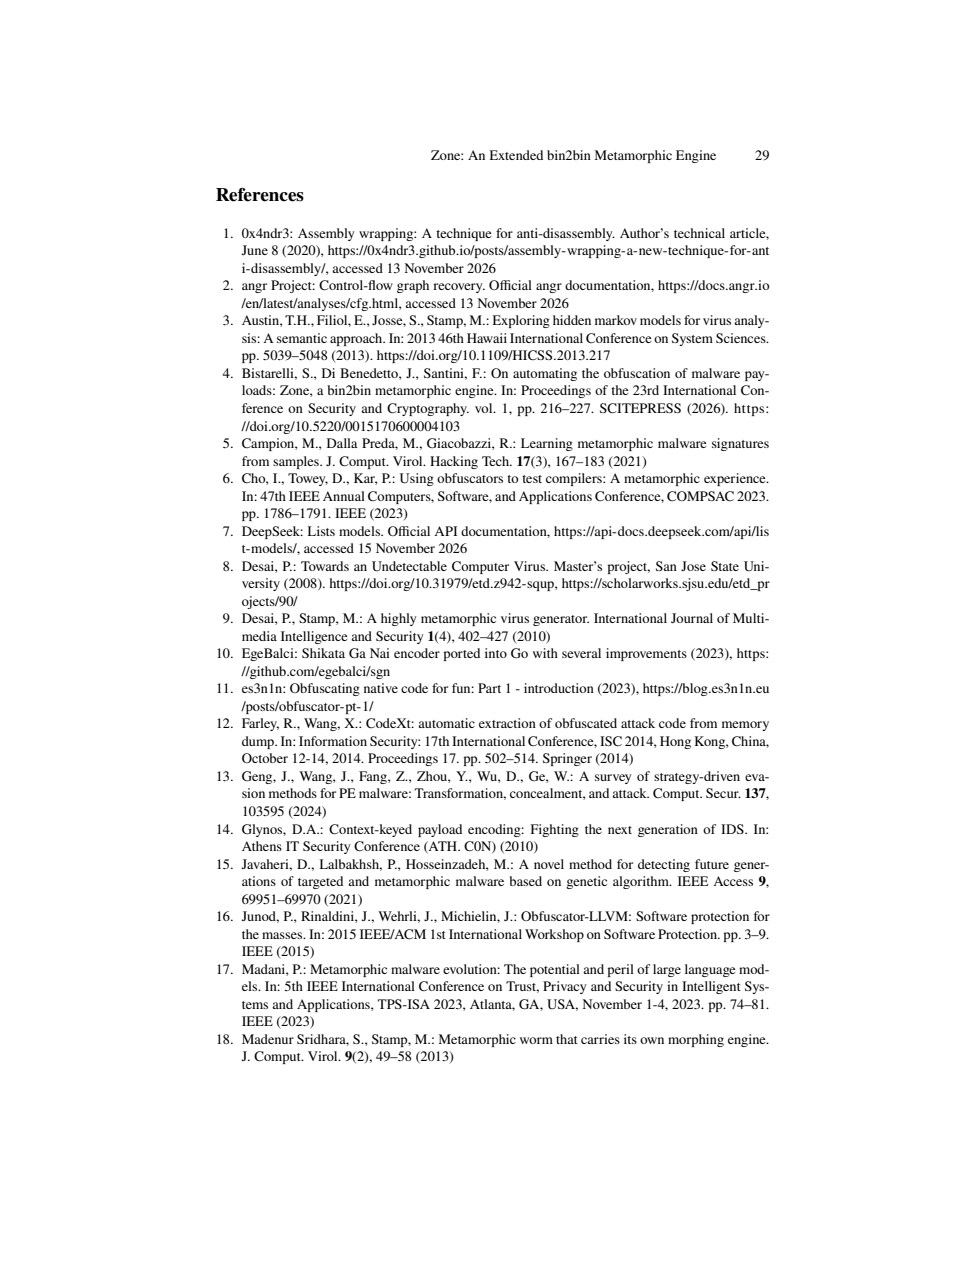 Zone: An Extended bin2bin Metamorphic Engine 29
References
1. 0x4ndr3: Assembly wrapping: A technique for anti-disassembly. Author's technical article,
June 8 (2020), https://0x4ndr3.github.io/posts/assembly-wrapping-a-new-technique-for-ant
i-disassembly/, accessed 13 November 2026
2. angr Project: Control-flow graph recovery. Official angr documentation, https://docs.angr.io
/en/latest/analyses/cfg.html, accessed 13 November 2026
3. Austin, T.H., Filiol, E., Josse, S., Stamp, M.: Exploring hidden markov models for virus analy-
sis: A semantic approach. In: 2013 46th Hawaii International Conference on System Sciences.
pp. 5039–5048 (2013). https://doi.org/10.1109/HICSS.2013.217
4. Bistarelli, S., Di Benedetto, J., Santini, F.: On automating the obfuscation of malware pay-
loads: Zone, a bin2bin metamorphic engine. In: Proceedings of the 23rd International Con-
ference on Security and Cryptography. vol. 1, pp. 216–227. SCITEPRESS (2026). https:
//doi.org/10.5220/0015170600004103
5. Campion, M., Dalla Preda, M., Giacobazzi, R.: Learning metamorphic malware signatures
from samples. J. Comput. Virol. Hacking Tech. 17(3), 167–183 (2021)
6. Cho, I., Towey, D., Kar, P.: Using obfuscators to test compilers: A metamorphic experience.
In: 47th IEEE Annual Computers, Software, and Applications Conference, COMPSAC 2023.
pp. 1786–1791. IEEE (2023)
7. DeepSeek: Lists models. Official API documentation, https://api-docs.deepseek.com/api/lis
t-models/, accessed 15 November 2026
8. Desai, P.: Towards an Undetectable Computer Virus. Master's project, San Jose State Uni-
versity (2008). https://doi.org/10.31979/etd.z942-squp, https://scholarworks.sjsu.edu/etd_pr
ojects/90/
9. Desai, P., Stamp, M.: A highly metamorphic virus generator. International Journal of Multi-
media Intelligence and Security 1(4), 402–427 (2010)
10. EgeBalci: Shikata Ga Nai encoder ported into Go with several improvements (2023), https:
//github.com/egebalci/sgn
11. es3n1n: Obfuscating native code for fun: Part 1 - introduction (2023), https://blog.es3n1n.eu
/posts/obfuscator-pt-1/
12. Farley, R., Wang, X.: CodeXt: automatic extraction of obfuscated attack code from memory
dump. In: Information Security: 17th International Conference, ISC 2014, Hong Kong, China,
October 12-14, 2014. Proceedings 17. pp. 502–514. Springer (2014)
13. Geng, J., Wang, J., Fang, Z., Zhou, Y., Wu, D., Ge, W.: A survey of strategy-driven eva-
sion methods for PE malware: Transformation, concealment, and attack. Comput. Secur. 137,
103595 (2024)
14. Glynos, D.A.: Context-keyed payload encoding: Fighting the next generation of IDS. In:
Athens IT Security Conference (ATH. C0N) (2010)
15. Javaheri, D., Lalbakhsh, P., Hosseinzadeh, M.: A novel method for detecting future gener-
ations of targeted and metamorphic malware based on genetic algorithm. IEEE Access 9,
69951–69970 (2021)
16. Junod, P., Rinaldini, J., Wehrli, J., Michielin, J.: Obfuscator-LLVM: Software protection for
the masses. In: 2015 IEEE/ACM 1st International Workshop on Software Protection. pp. 3–9.
IEEE (2015)
17. Madani, P.: Metamorphic malware evolution: The potential and peril of large language mod-
els. In: 5th IEEE International Conference on Trust, Privacy and Security in Intelligent Sys-
tems and Applications, TPS-ISA 2023, Atlanta, GA, USA, November 1-4, 2023. pp. 74–81.
IEEE (2023)
18. Madenur Sridhara, S., Stamp, M.: Metamorphic worm that carries its own morphing engine.
J. Comput. Virol. 9(2), 49–58 (2013)